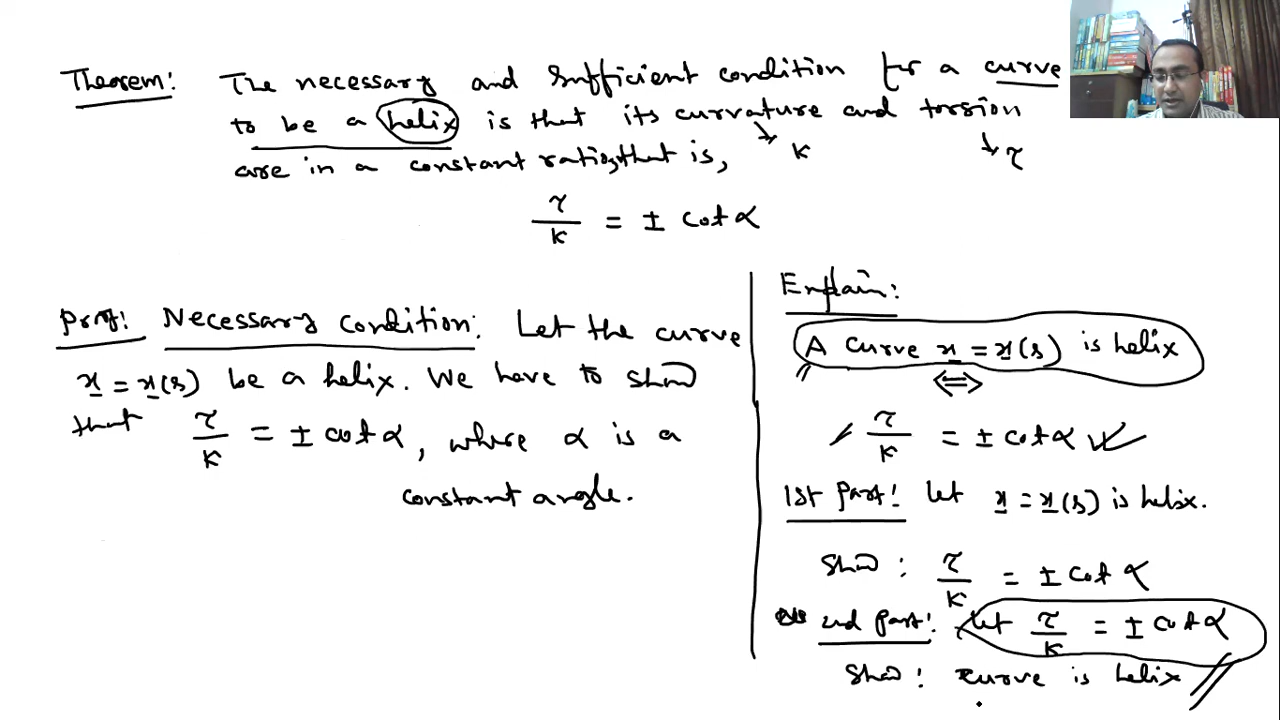 Theorem: The necessary and sufficient condition for a curve
to be a helix is that its curvature and torsion
are in a constant ratio, that is, κ τ
τ/κ = ± cot α
Proof: Necessary Condition: Let the curve
x = x(s) be a helix. We have to show
that τ/κ = ± cot α, where α is a
constant angle.
Explain:
A curve x = x(s) is helix
⟺
τ/κ = ± cot α
1st part: Let x = x(s) is helix.
Show: τ/κ = ± cot α
2nd part: Let τ/κ = ± cot α
Show: curve is helix